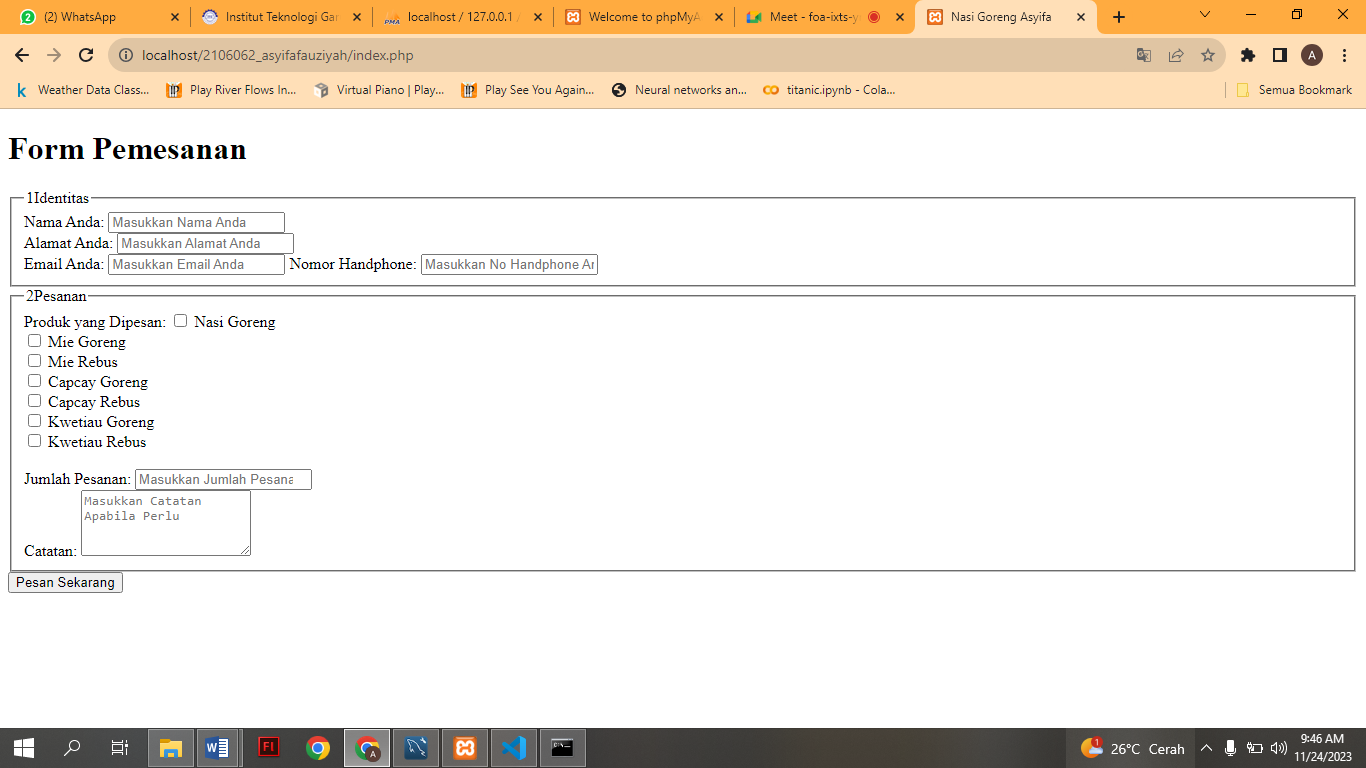 (2) WhatsApp
Institut Teknologi Gar
localhost / 127.0.0.1 /
Welcome to phpMyA
Meet - foa-ixts-y
Nasi Goreng Asyifa
localhost/2106062_asyifafauziyah/index.php
A
k Weather Data Class...
Play River Flows In...
Virtual Piano | Play...
Play See You Again...
Neural networks an...
titanic.ipynb - Cola...
Semua Bookmark
Form Pemesanan
1Identitas
Nama Anda: Masukkan Nama Anda
Alamat Anda: Masukkan Alamat Anda
Email Anda: Masukkan Email Anda Nomor Handphone: Masukkan No Handphone An
2Pesanan
Produk yang Dipesan: Nasi Goreng
Mie Goreng
Mie Rebus
Capcay Goreng
Capcay Rebus
Kwetiau Goreng
Kwetiau Rebus
Jumlah Pesanan: Masukkan Jumlah Pesana
Masukkan Catatan
Apabila Perlu
Catatan:
Pesan Sekarang
26°C Cerah
9:46 AM
11/24/2023